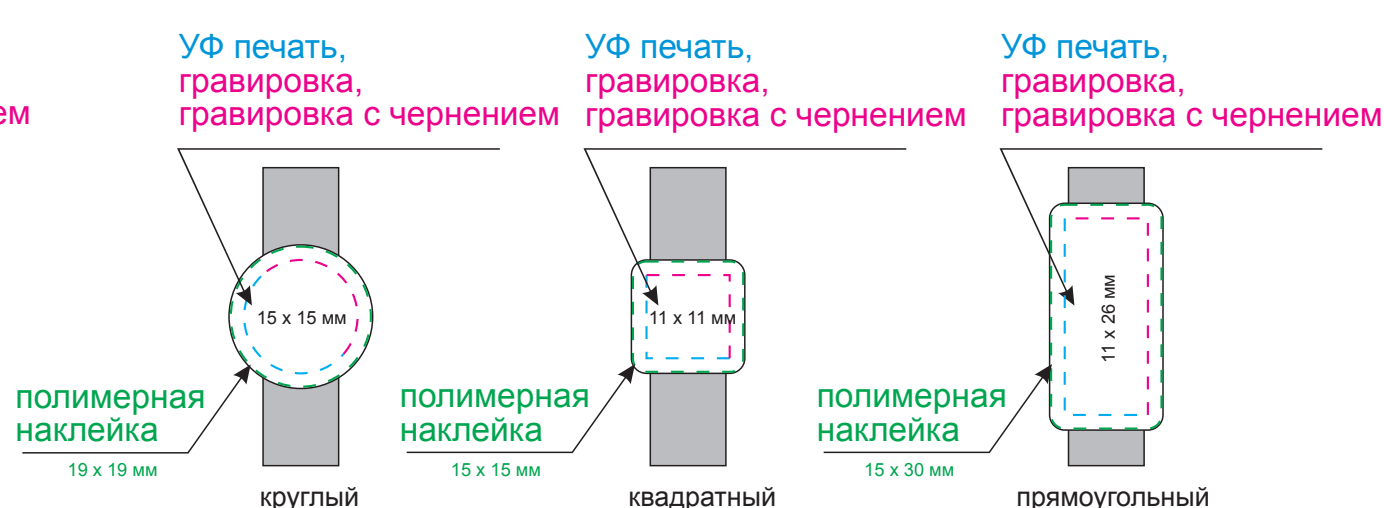 ем
УФ печать,
гравировка,
гравировка с чернением
15 x 15 мм
полимерная
наклейка
19 x 19 мм
круглый
УФ печать,
гравировка,
гравировка с чернением
11 x 11 мм
полимерная
наклейка
15 x 15 мм
квадратный
УФ печать,
гравировка,
гравировка с чернением
11 x 26 мм
полимерная
наклейка
15 x 30 мм
прямоугольный